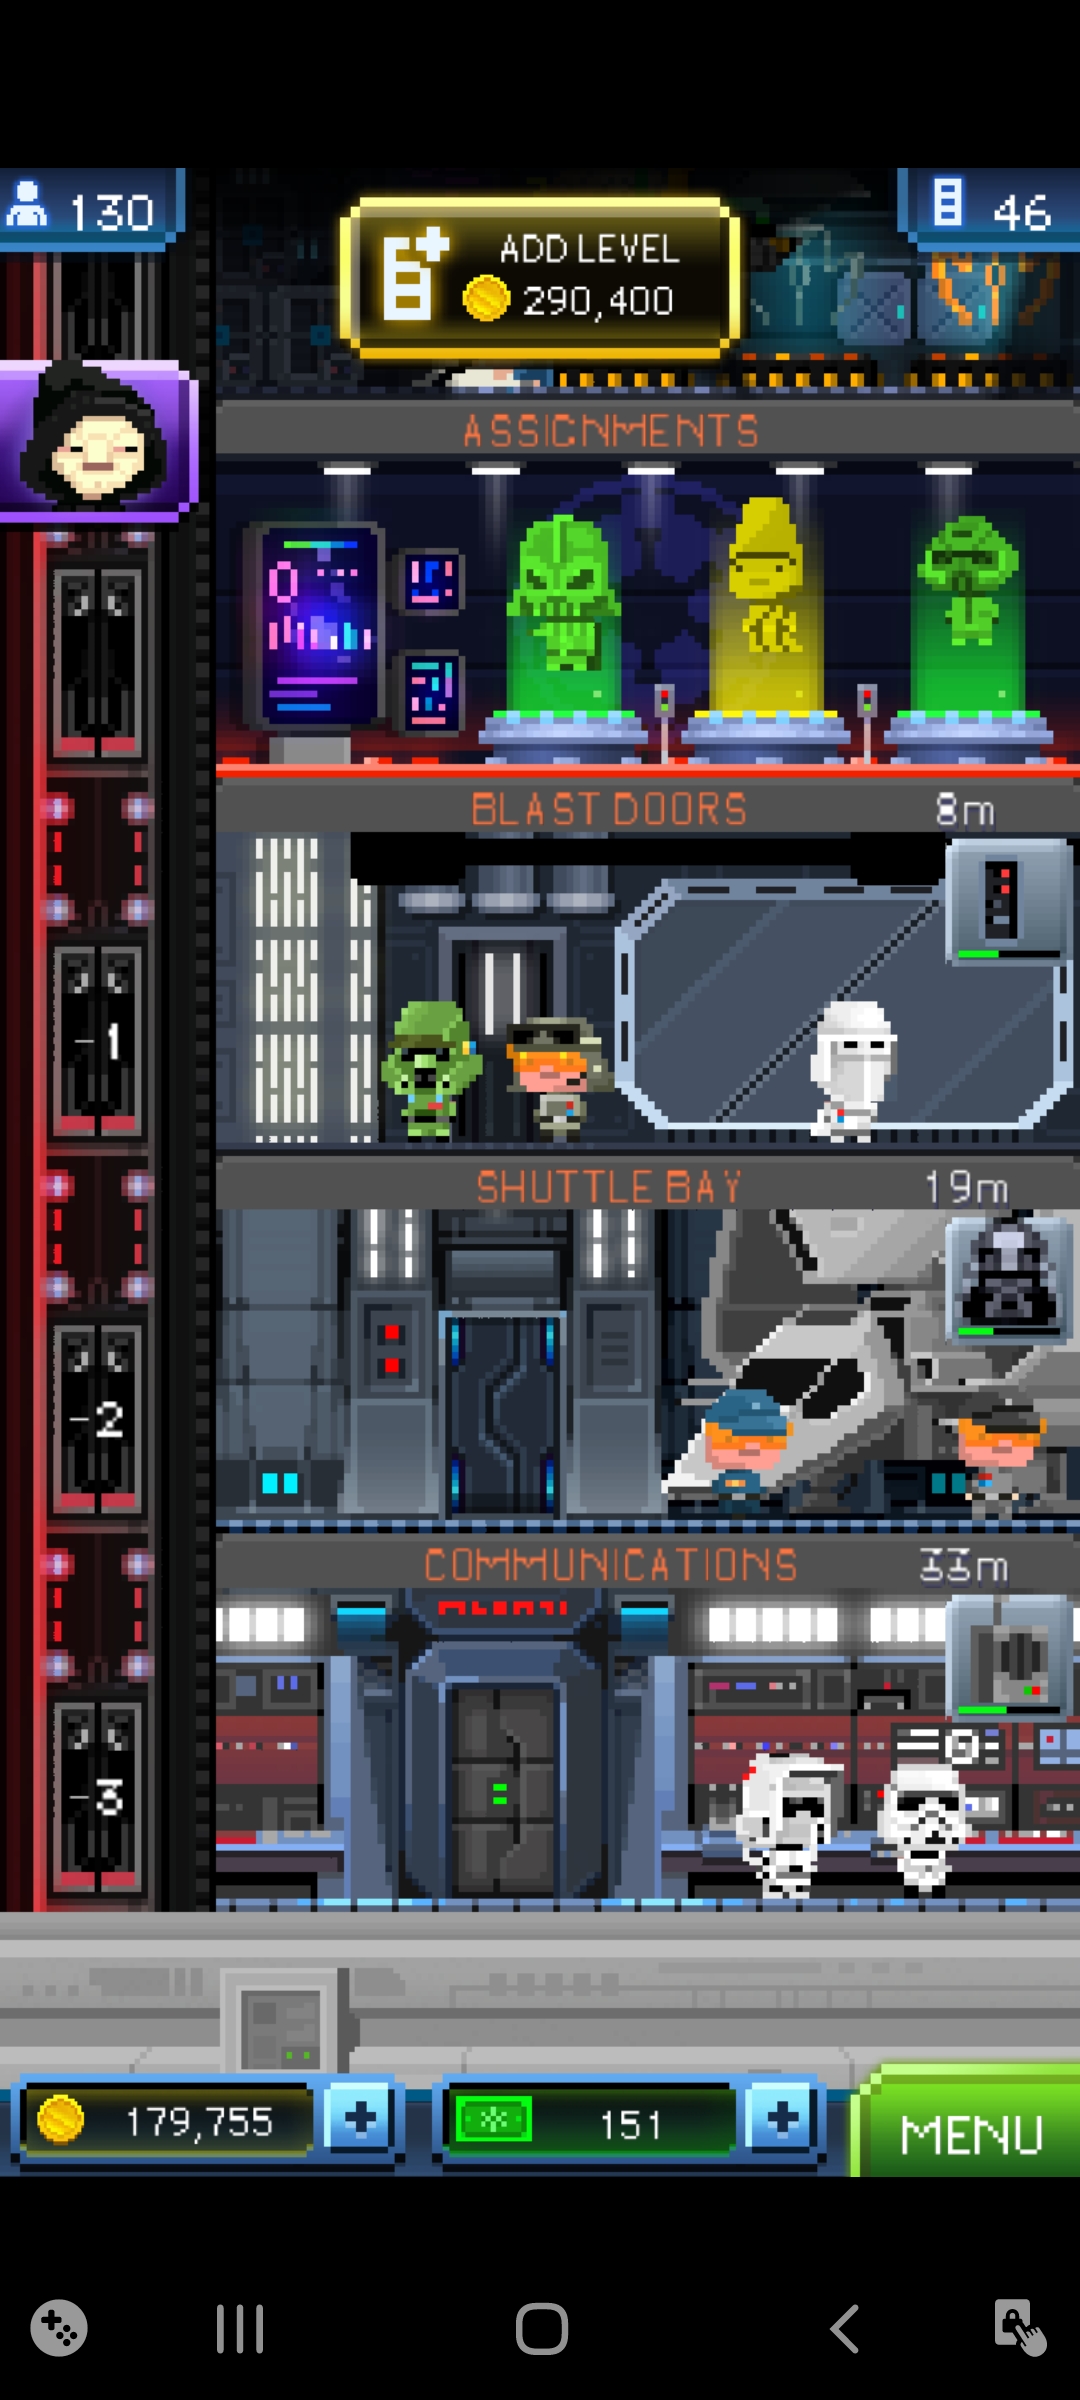 130
46
ADD LEVEL
290,400
ASSIGNMENTS
BLAST DOORS 8m
-1
SHUTTLE BAY 19m
-2
COMMUNICATIONS 33m
-3
179,755
151
MENU